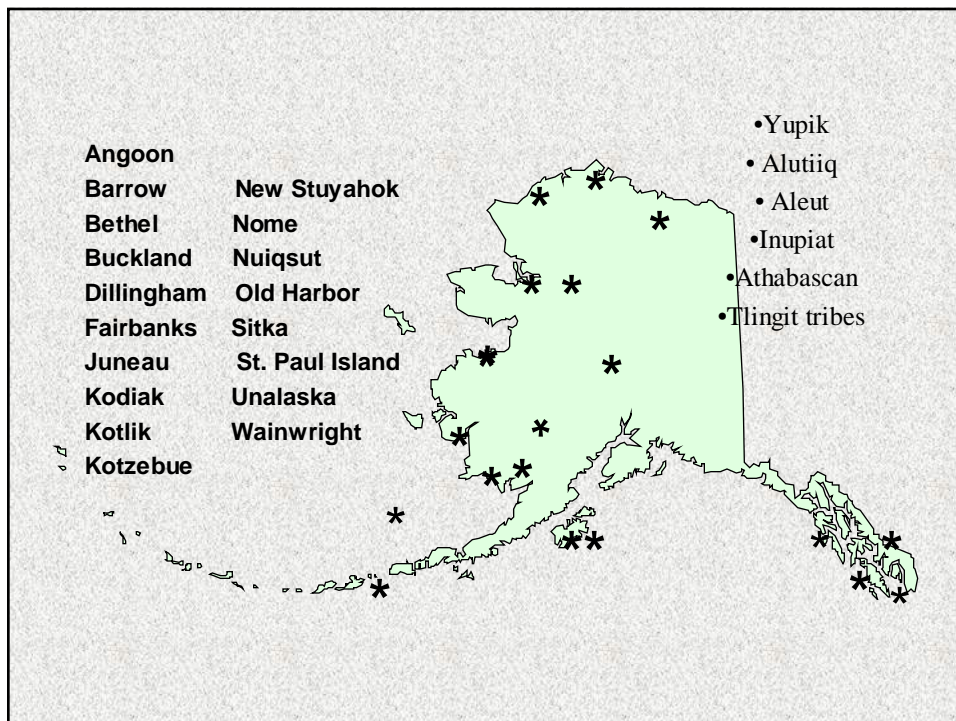 Angoon
Barrow
Bethel
Buckland
Dillingham
Fairbanks
Juneau
Kodiak
Kotlik
Kotzebue
New Stuyahok
Nome
Nuiqsut
Old Harbor
Sitka
St. Paul Island
Unalaska
Wainwright
•Yupik
• Alutiiq
• Aleut
•Inupiat
•Athabascan
•Tlingit tribes